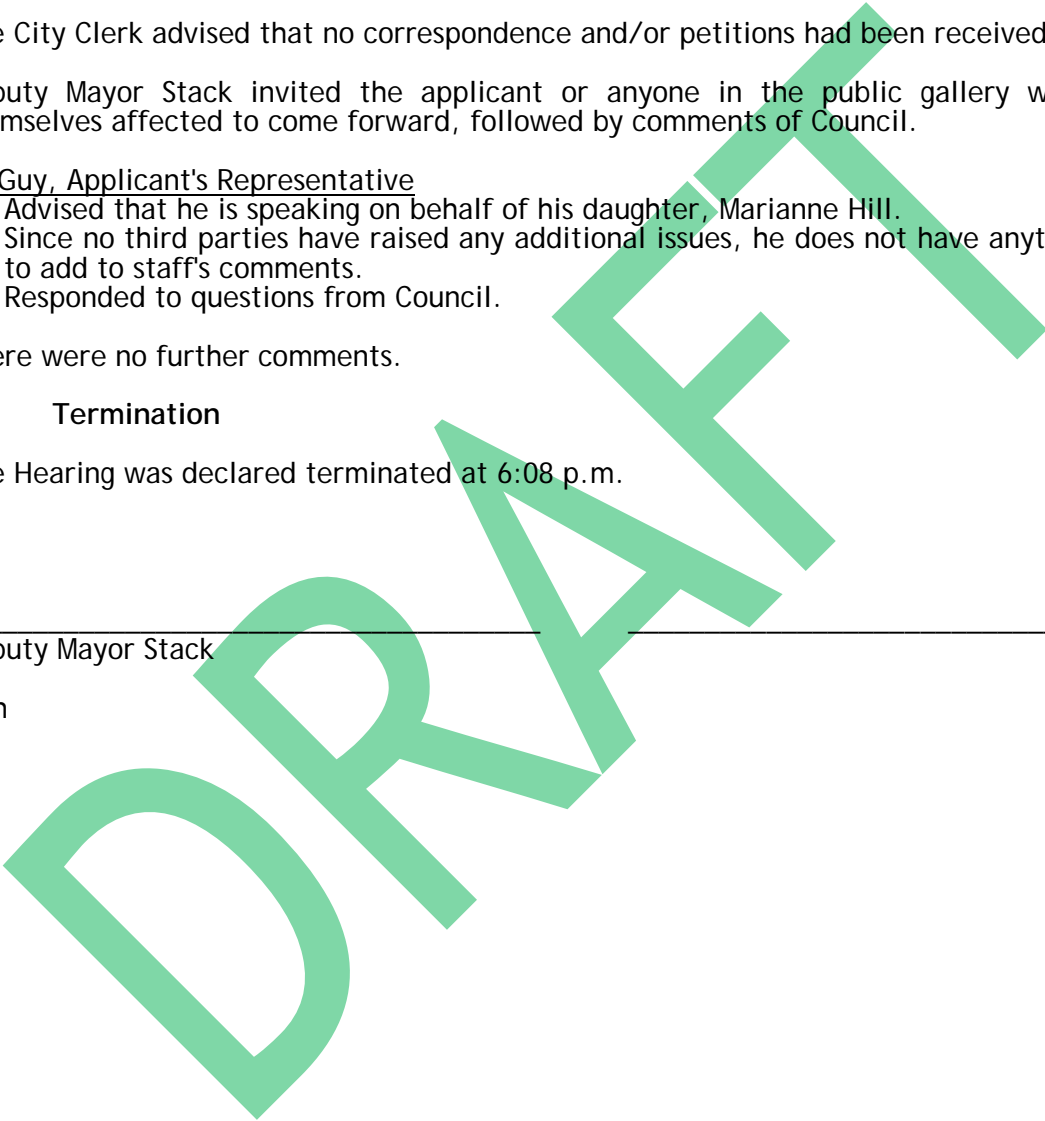 e City Clerk advised that no correspondence and/or petitions had been received
outy Mayor Stack invited the applicant or anyone in the public gallery w
emselves affected to come forward, followed by comments of Council.
Guy, Applicant's Representative
Advised that he is speaking on behalf of his daughter, Marianne Hill.
Since no third parties have raised any additional issues, he does not have anyt
to add to staff's comments.
Responded to questions from Council.
ere were no further comments.
Termination
e Hearing was declared terminated at 6:08 p.m.
outy Mayor Stack
n
DRAFT